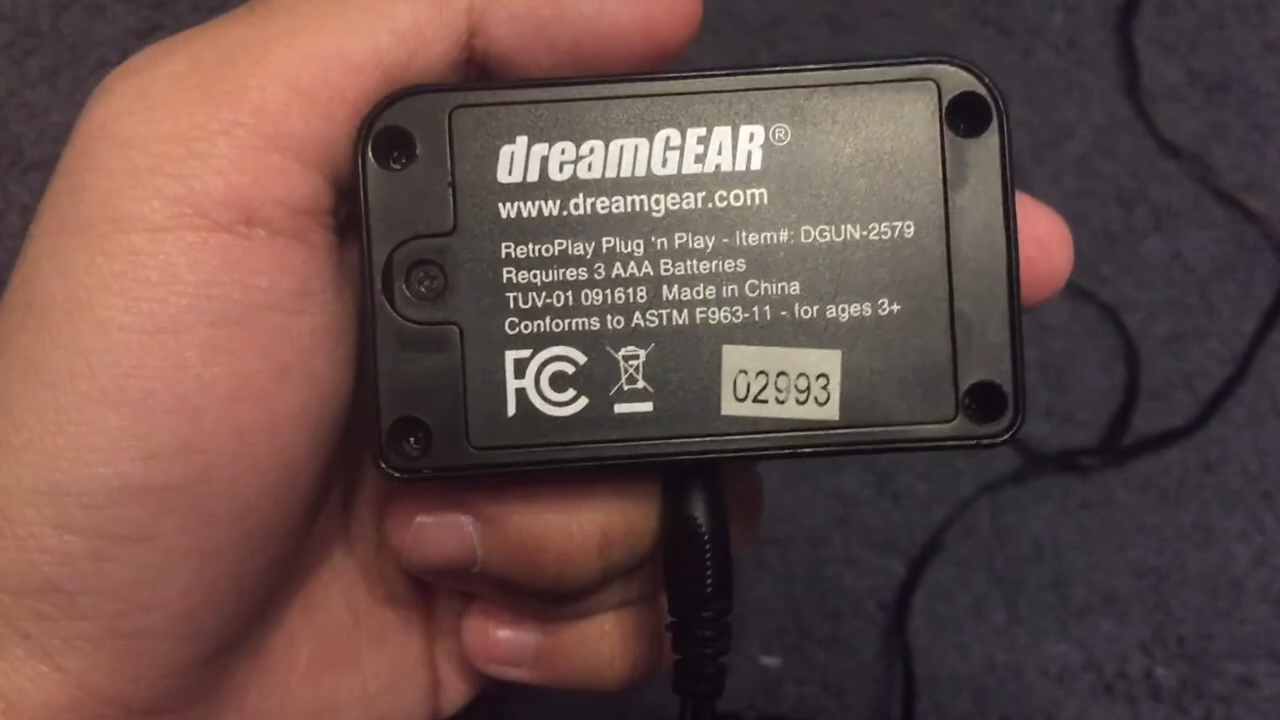 dreamGEAR®
www.dreamgear.com
RetroPlay Plug 'n Play - Item#: DGUN-2579
Requires 3 AAA Batteries
TUV-01 091618 Made in China
Conforms to ASTM F963-11 - for ages 3+
FC
02993